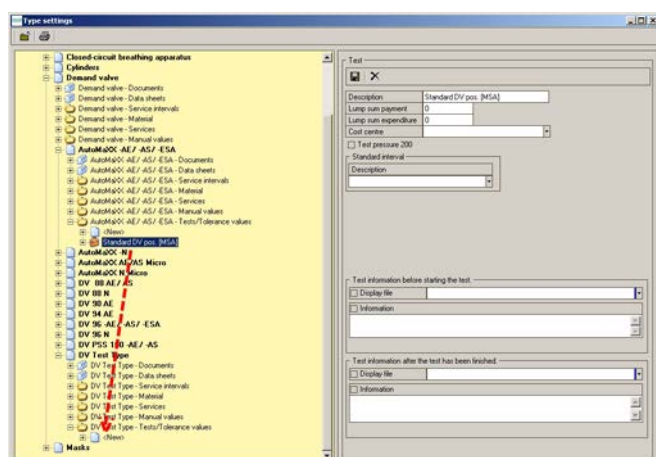 Type settings
Closed-circuit breathing apparatus
Cylinders
Demand valve
Demand valve - Documents
Demand valve - Data sheets
Demand valve - Service intervals
Demand valve - Material
Demand valve - Services
Demand valve - Manual values
AutoMaXX -AE/ -AS/ -ESA
AutoMaXX -AE/ -AS/ -ESA - Documents
AutoMaXX -AE/ -AS/ -ESA - Data sheets
AutoMaXX -AE/ -AS/ -ESA - Service intervals
AutoMaXX -AE/ -AS/ -ESA - Material
AutoMaXX -AE/ -AS/ -ESA - Services
AutoMaXX -AE/ -AS/ -ESA - Manual values
AutoMaXX -AE/ -AS/ -ESA - Tests/Tolerance values
<New>
Standard DV pos. [MSA]
AutoMaXX -N
AutoMaXX AE/AS Micro
AutoMaXX N Micro
DV 88 AE / AS
DV 88 N
DV 90 AE
DV 94 AE
DV 96 -AE/ -AS/ -ESA
DV 96 N
DV PSS 100 -AE/ -AS
DV Test Type
DV Test Type - Documents
DV Test Type - Data sheets
DV Test Type - Service intervals
DV Test Type - Material
DV Test Type - Services
DV Test Type - Manual values
DV Test Type - Tests/Tolerance values
<New>
Masks
Test
Description Standard DV pos. [MSA]
Lump sum payment 0
Lump sum expenditure 0
Cost centre
Test pressure 200
Standard interval
Description
Test information before starting the test.
Display file
Information
Test information after the test has been finished.
Display file
Information